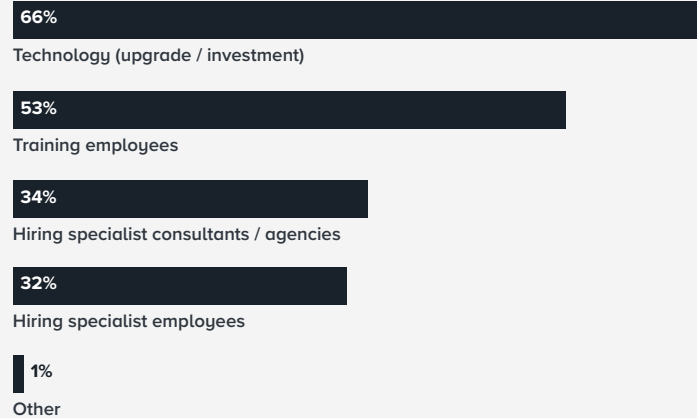 66%
Technology (upgrade / investment)
53%
Training employees
34%
Hiring specialist consultants / agencies
32%
Hiring specialist employees
1%
Other